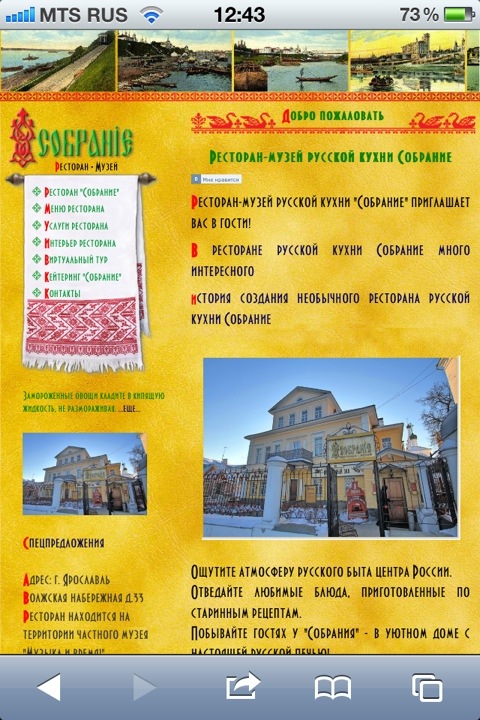 MTS RUS 12:43 73 %
Собраніе
Ресторан - Музей
Ресторан "Собрание"
Меню ресторана
Услуги ресторана
Интерьер ресторана
Виртуальный тур
Кейтеринг "Собрание"
Контакты
Замороженные овощи кладите в кипящую
жидкость, не размораживая. ..еще...
Спецпредложения
Адрес: г. Ярославль
Волжская набережная д.33
Ресторан находится на
территории частного музея
"Музыка и время".
Добро пожаловать
Ресторан-музей русской кухни Собрание
Мне нравится
Ресторан-музей русской кухни "Собрание" приглашает
вас в гости!
В ресторане русской кухни Собрание много
интересного
история создания необычного ресторана русской
кухни Собрание
Собраніе
Ощутите атмосферу русского быта центра России.
Отведайте любимые блюда, приготовленные по
старинным рецептам.
Побывайте гостях у "Собрания" - в уютном доме с
настоящей русской печью!